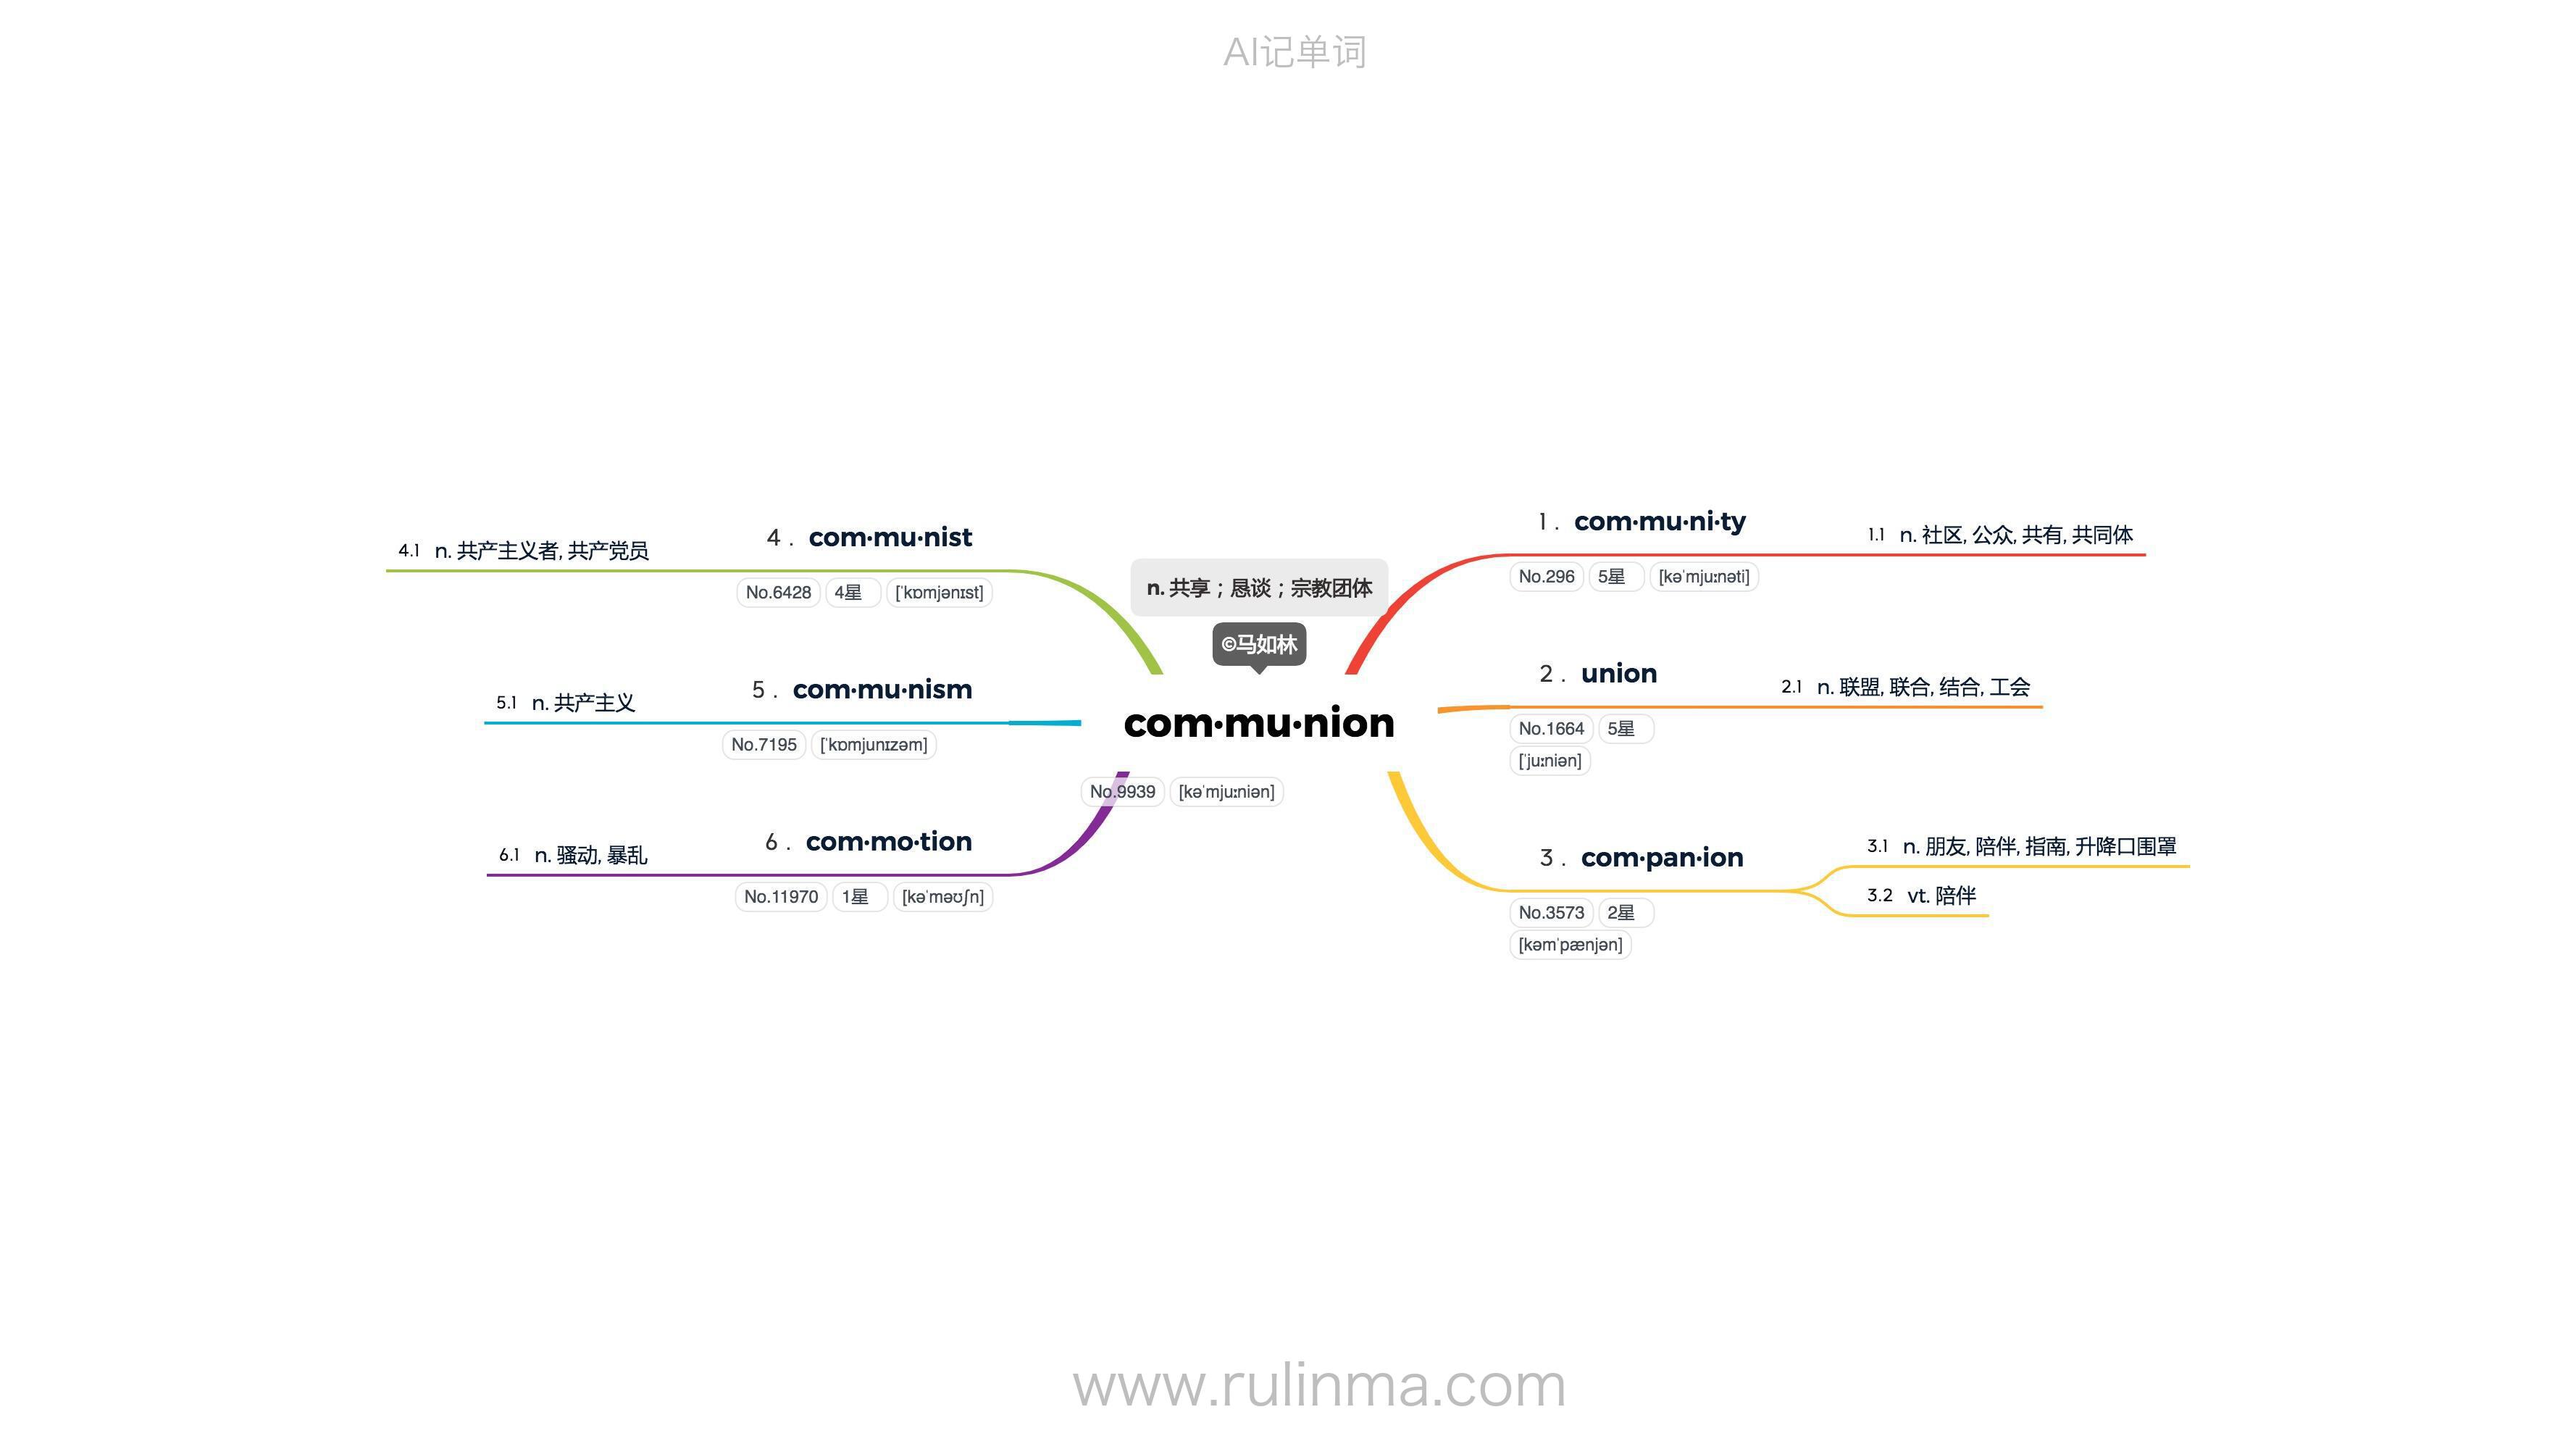 AI记单词
n. 共享；恳谈；宗教团体
©马如林
com·mu·nion
No.9939 [kəˈmjuːniən]
1 . com·mu·ni·ty
No.296 5星 [kəˈmjuːnəti]
1.1 n. 社区, 公众, 共有, 共同体
2 . union
No.1664 5星
[ˈjuːniən]
2.1 n. 联盟, 联合, 结合, 工会
3 . com·pan·ion
No.3573 2星
[kəmˈpænjən]
3.1 n. 朋友, 陪伴, 指南, 升降口围罩
3.2 vt. 陪伴
4 . com·mu·nist
No.6428 4星 [ˈkɒmjənɪst]
4.1 n. 共产主义者, 共产党员
5 . com·mu·nism
No.7195 [ˈkɒmjunɪzəm]
5.1 n. 共产主义
6 . com·mo·tion
No.11970 1星 [kəˈməʊʃn]
6.1 n. 骚动, 暴乱
www.rulinma.com